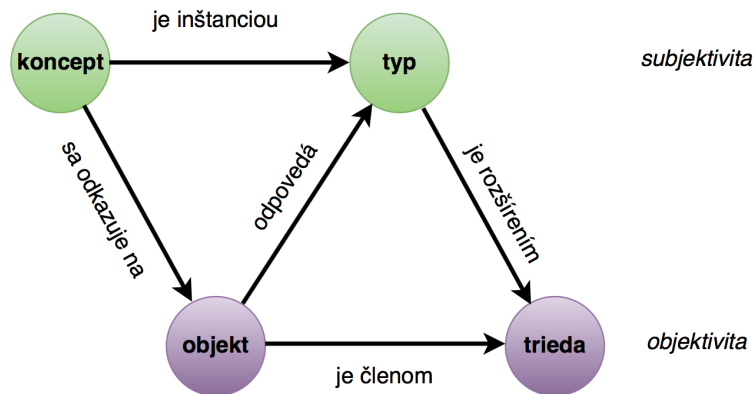 je inštanciou
koncept
typ
subjektivita
sa odkazuje na
odpovedá
je rozšírením
objekt
trieda
objektivita
je členom